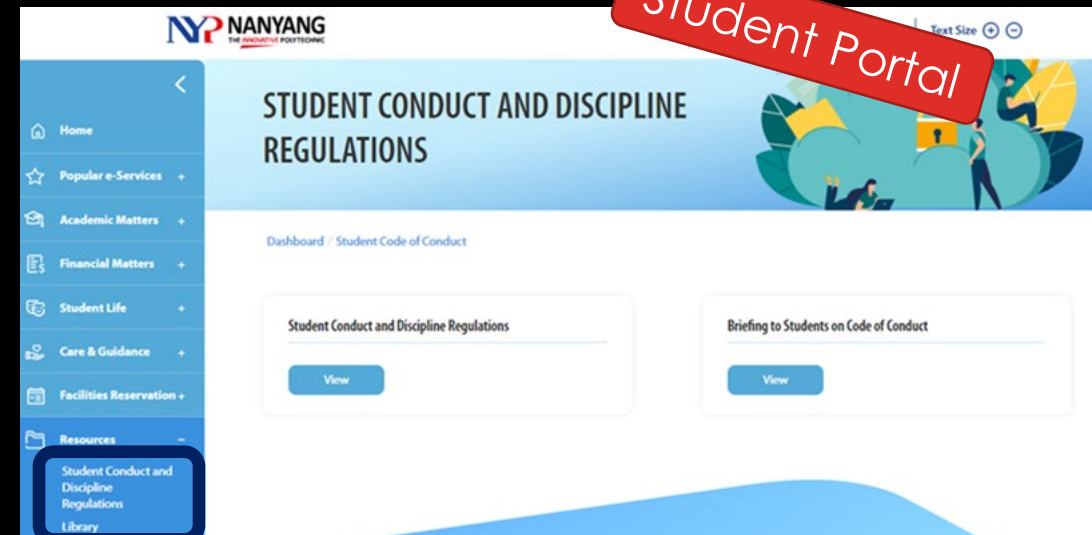 NYP NANYANG
THE INNOVATIVE POLYTECHNIC
Student Portal
Text Size
Home
Popular e-Services +
Academic Matters +
Financial Matters +
Student Life +
Care & Guidance +
Facilities Reservation +
Resources –
Student Conduct and
Discipline
Regulations
Library
STUDENT CONDUCT AND DISCIPLINE
REGULATIONS
Dashboard / Student Code of Conduct
Student Conduct and Discipline Regulations
View
Briefing to Students on Code of Conduct
View